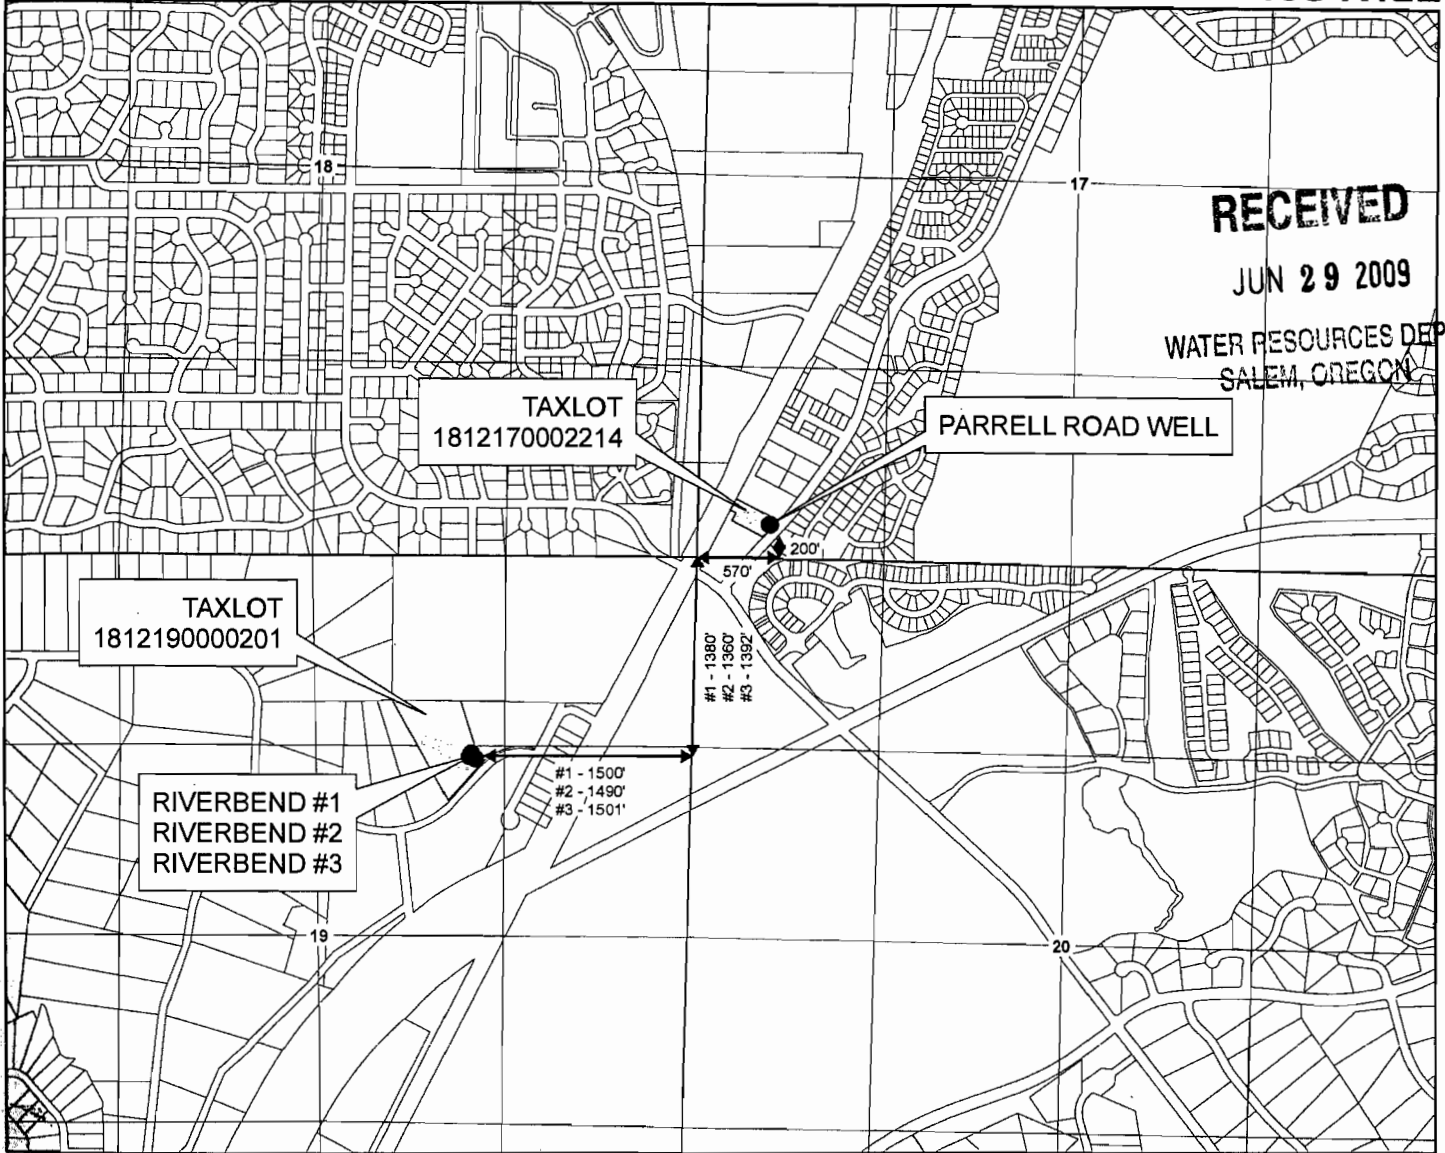 18
17
RECEIVED
JUN 29 2009
WATER RESOURCES DEP
SALEM, OREGON
TAXLOT
1812170002214
PARRELL ROAD WELL
200'
570'
TAXLOT
1812190000201
#1 - 1380'
#2 - 1360'
#3 - 1392'
#1 - 1500'
#2 - 1490'
#3 - 1501'
RIVERBEND #1
RIVERBEND #2
RIVERBEND #3
19
20